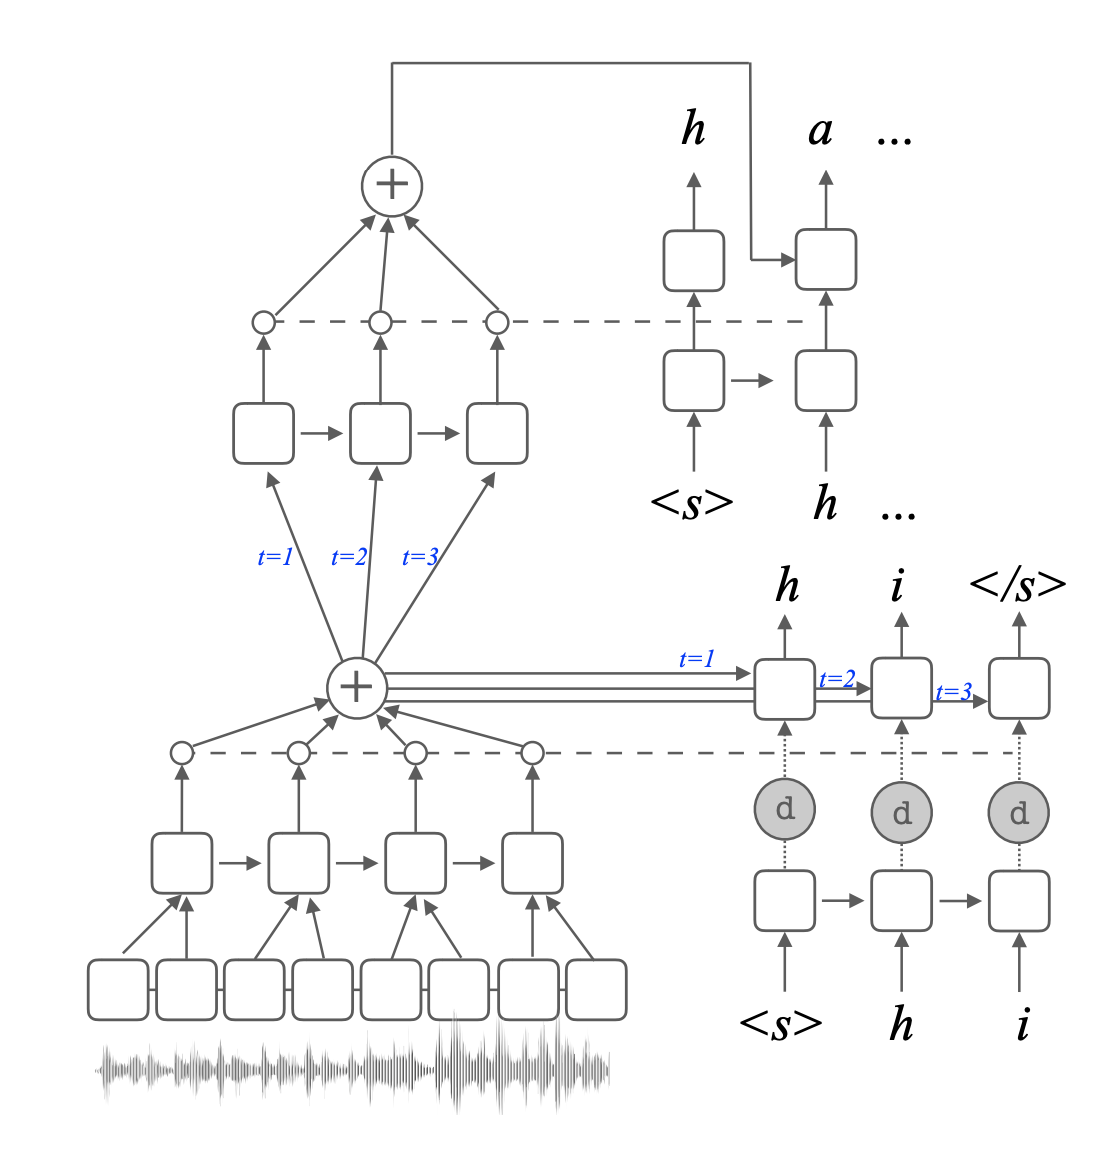 h a ...
+
<s> h ...
t=1 t=2 t=3
h i </s>
t=1
t=2
t=3
+
d d d
<s> h i